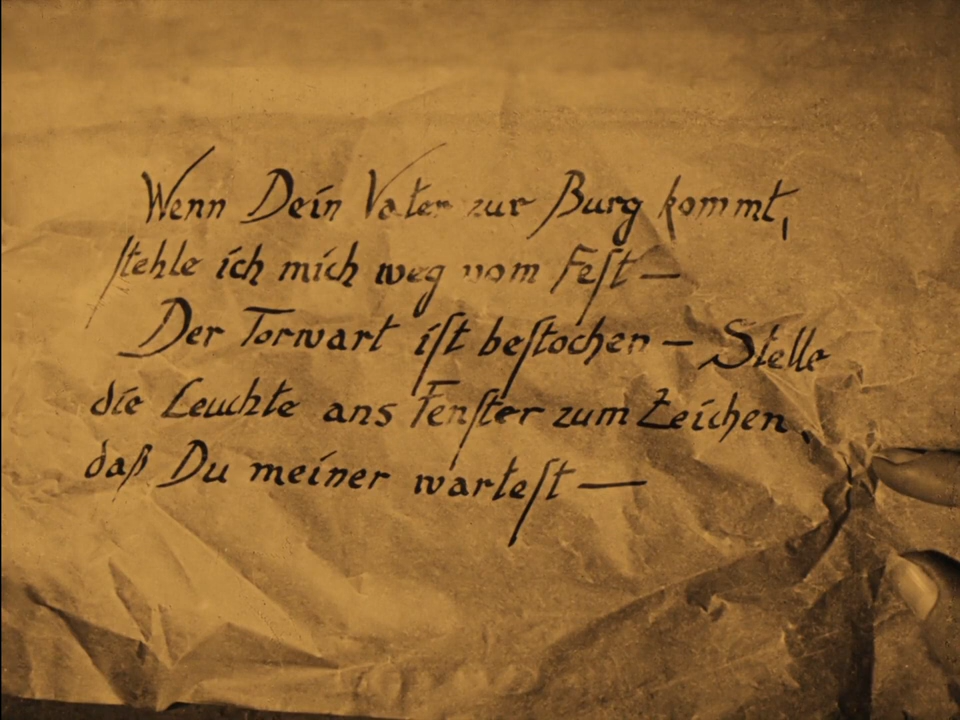 Wenn Dein Vater zur Burg kommt,
stehle ich mich weg vom Fest —
Der Torwart ist bestochen — Stelle
die Leuchte ans Fenster zum Zeichen,
daß Du meiner wartest —